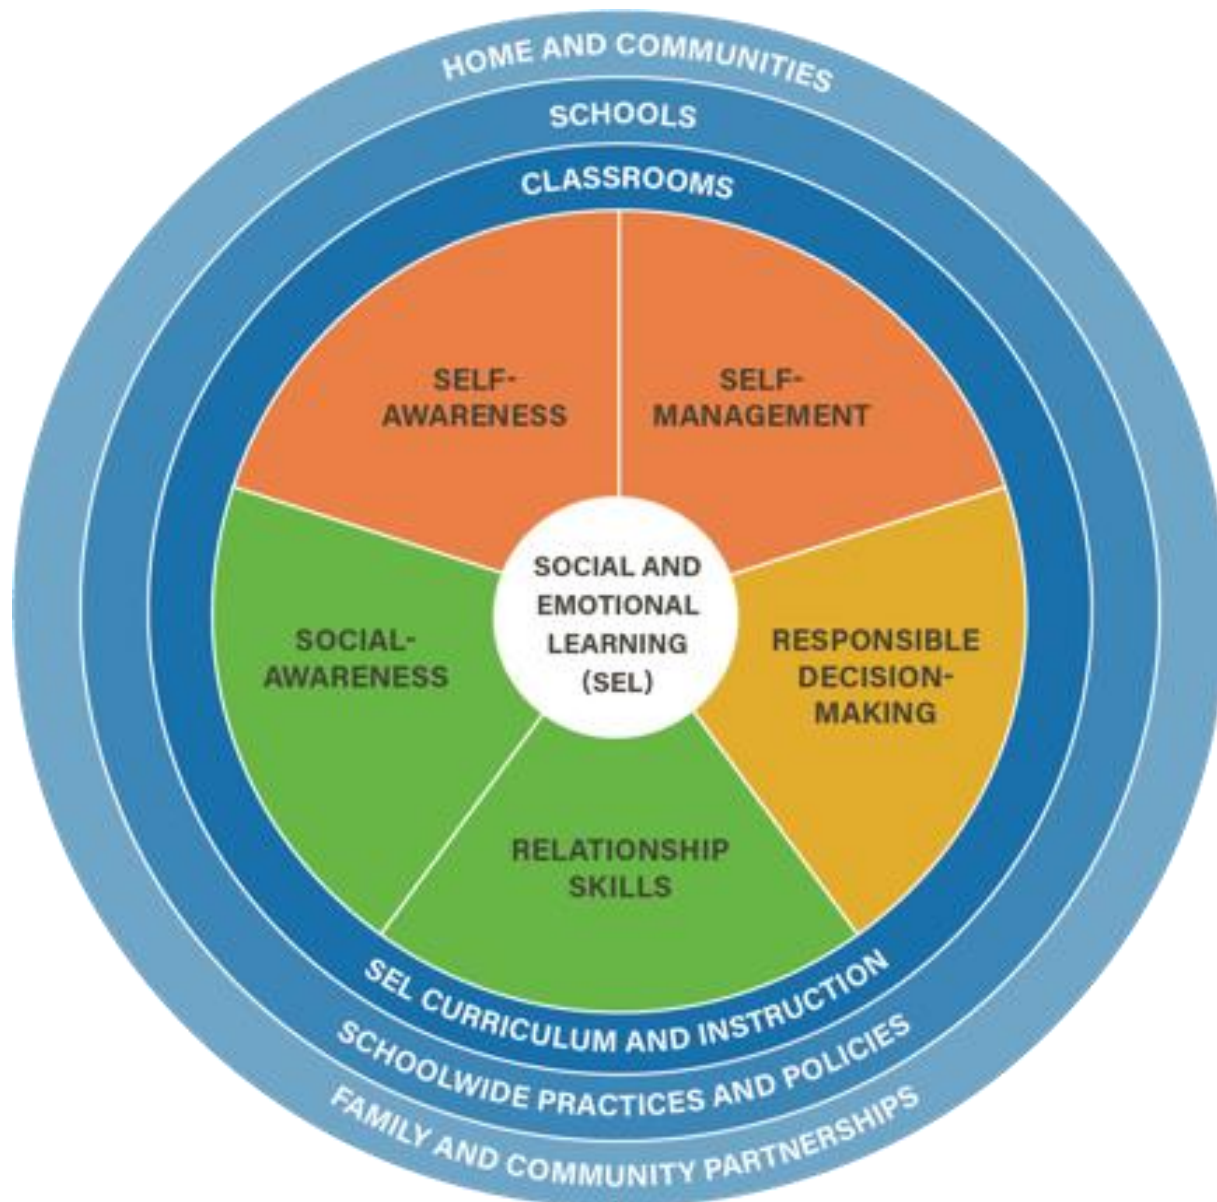 HOME AND COMMUNITIES
SCHOOLS
CLASSROOMS
SELF-
AWARENESS
SELF-
MANAGEMENT
SOCIAL AND
EMOTIONAL
LEARNING
(SEL)
SOCIAL-
AWARENESS
RESPONSIBLE
DECISION-
MAKING
RELATIONSHIP
SKILLS
SEL CURRICULUM AND INSTRUCTION
SCHOOLWIDE PRACTICES AND POLICIES
FAMILY AND COMMUNITY PARTNERSHIPS